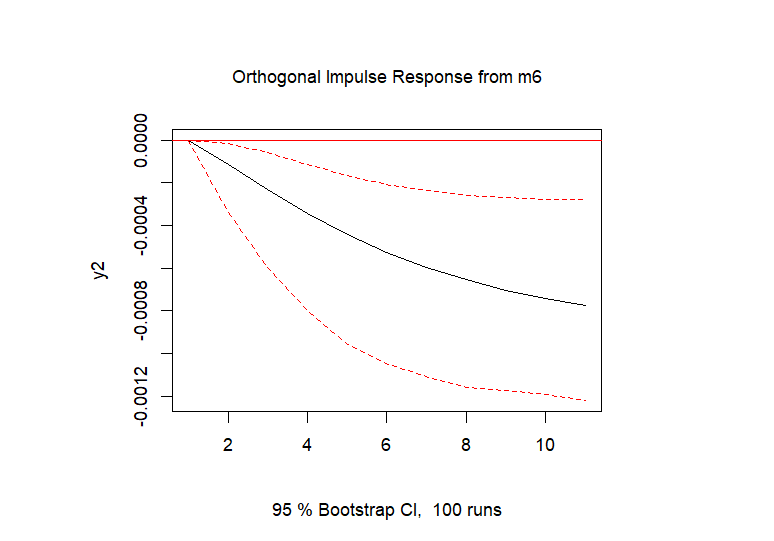 Orthogonal Impulse Response from m6
y2
0.0000
-0.0004
-0.0008
-0.0012
2 4 6 8 10
95 % Bootstrap CI, 100 runs